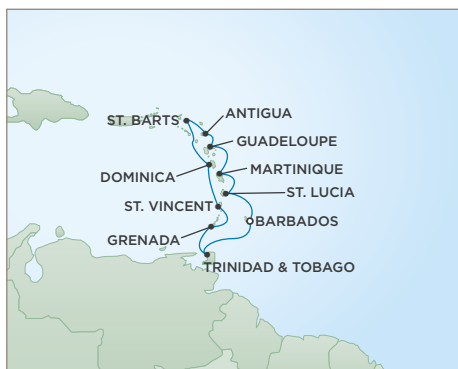 ST. BARTS
ANTIGUA
GUADELOUPE
DOMINICA
MARTINIQUE
ST. LUCIA
ST. VINCENT
BARBADOS
GRENADA
TRINIDAD & TOBAGO